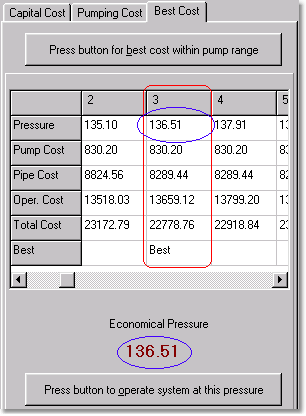 Capital Cost Pumping Cost Best Cost
Press button for best cost within pump range
2 3 4 5
Pressure 135.10 136.51 137.91 13
Pump Cost 830.20 830.20 830.20 83
Pipe Cost 8824.56 8289.44 8289.44 82
Oper. Cost 13518.03 13659.12 13799.20 13
Total Cost 23172.79 22778.76 22918.84 23
Best Best
Economical Pressure
136.51
Press button to operate system at this pressure